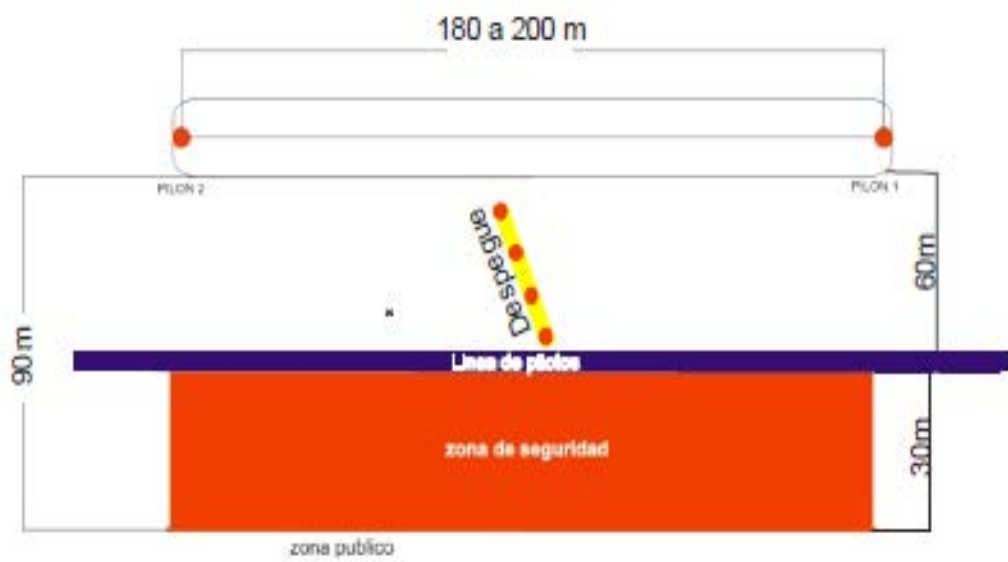 180 a 200 m
PILON 2
PILON 1
Despegue
60m
90 m
x
Linea de pilotos
zona de seguridad
30m
zona publico